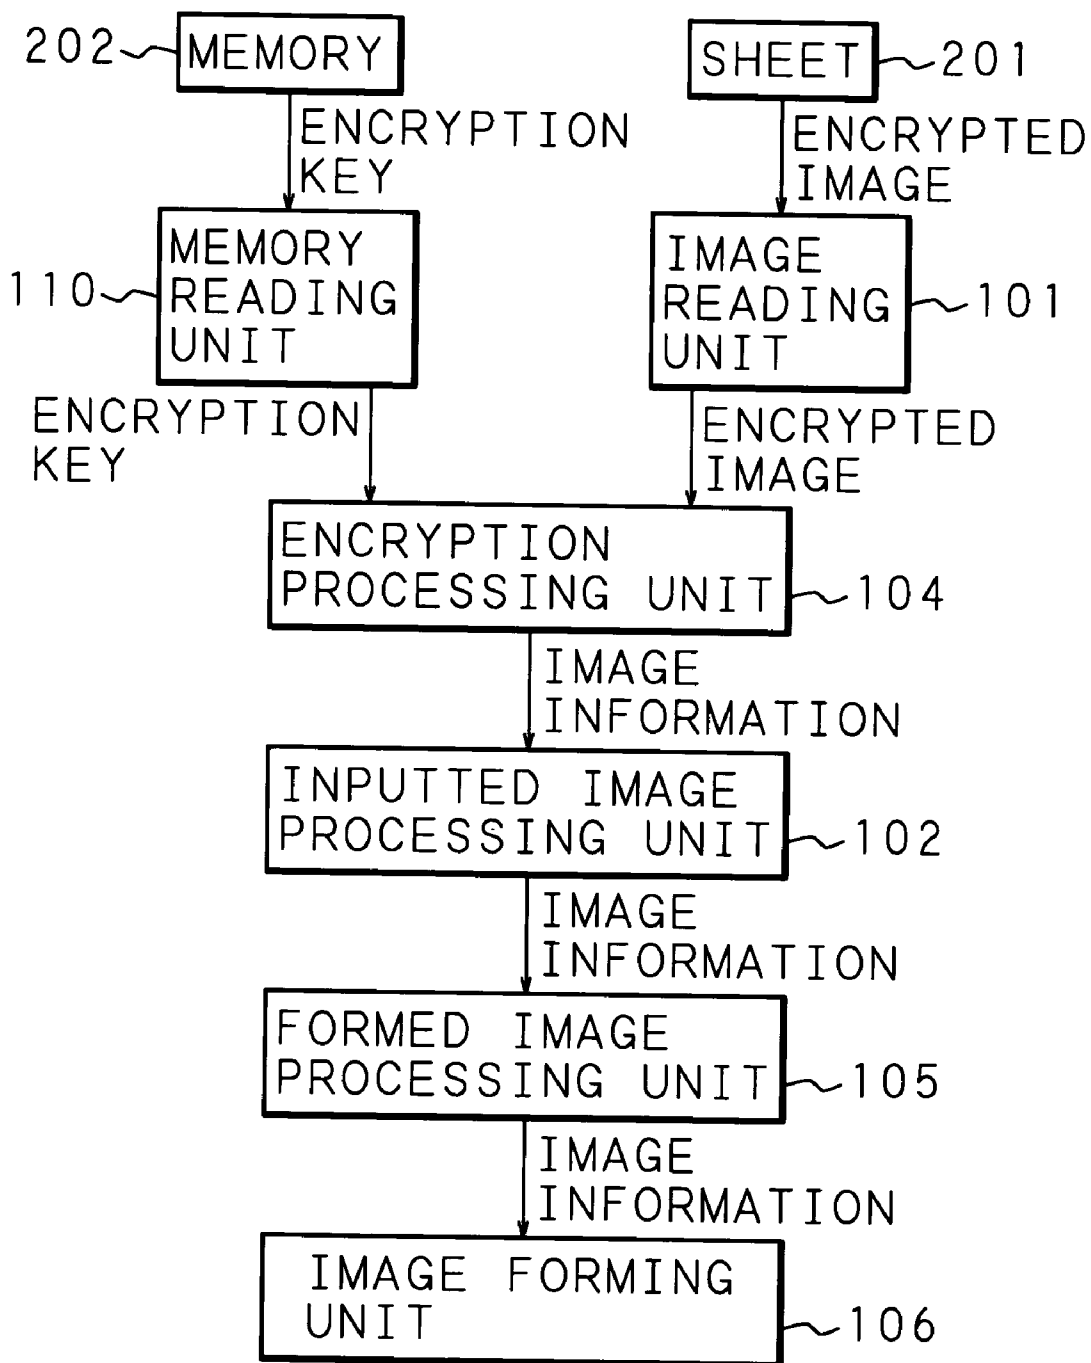 202 MEMORY
SHEET 201
ENCRYPTION
KEY
ENCRYPTED
IMAGE
110 MEMORY
READING
UNIT
IMAGE
READING
UNIT 101
ENCRYPTION
KEY
ENCRYPTED
IMAGE
ENCRYPTION
PROCESSING UNIT 104
IMAGE
INFORMATION
INPUTTED IMAGE
PROCESSING UNIT 102
IMAGE
INFORMATION
FORMED IMAGE
PROCESSING UNIT 105
IMAGE
INFORMATION
IMAGE FORMING
UNIT 106